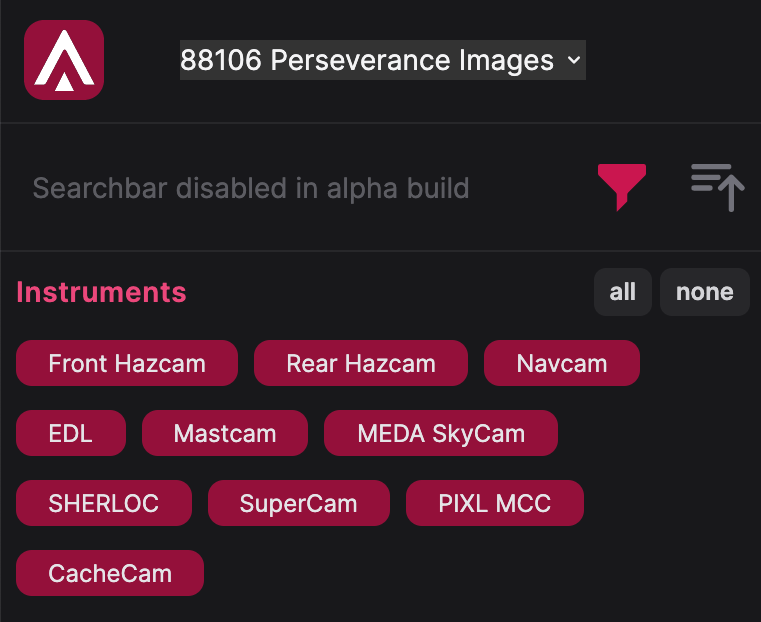 88106 Perseverance Images
Searchbar disabled in alpha build
Instruments all none
Front Hazcam Rear Hazcam Navcam
EDL Mastcam MEDA SkyCam
SHERLOC SuperCam PIXL MCC
CacheCam